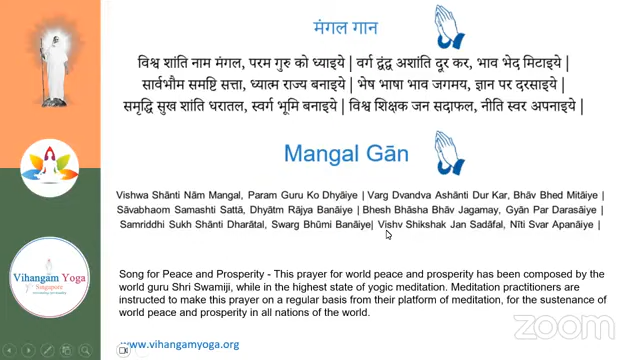 मंगल गान
विश्व शांति नाम मंगल, परम गुरु को ध्याइये | वर्ग द्वंद्व अशांति दूर कर, भाव भेद मिटाइये |
सार्वभौम समष्टि सत्ता, ध्यात्म राज्य बनाइये | भेष भाषा भाव जगमय, ज्ञान पर दरसाइये |
समृद्धि सुख शांति धरातल, स्वर्ग भूमि बनाइये | विश्व शिक्षक जन सदाफल, नीति स्वर अपनाइये |
Mangal Gān
Vishwa Shānti Nām Mangal, Param Guru Ko Dhyāiye | Varg Dvandva Ashānti Dur Kar, Bhāv Bhed Mitāiye |
Sāvabhaom Samashti Sattā, Dhyātm Rājya Banāiye | Bhesh Bhāsha Bhāv Jagamay, Gyān Par Darasāiye |
Samriddhi Sukh Shānti Dharātal, Swarg Bhūmi Banāiye| Vishv Shikshak Jan Sadāfal, Nīti Svar Apanāiye |
Vihangam Yoga
Singapore
Song for Peace and Prosperity - This prayer for world peace and prosperity has been composed by the
world guru Shri Swamiji, while in the highest state of yogic meditation. Meditation practitioners are
instructed to make this prayer on a regular basis from their platform of meditation, for the sustenance of
world peace and prosperity in all nations of the world.
www.vihangamyoga.org
zoom